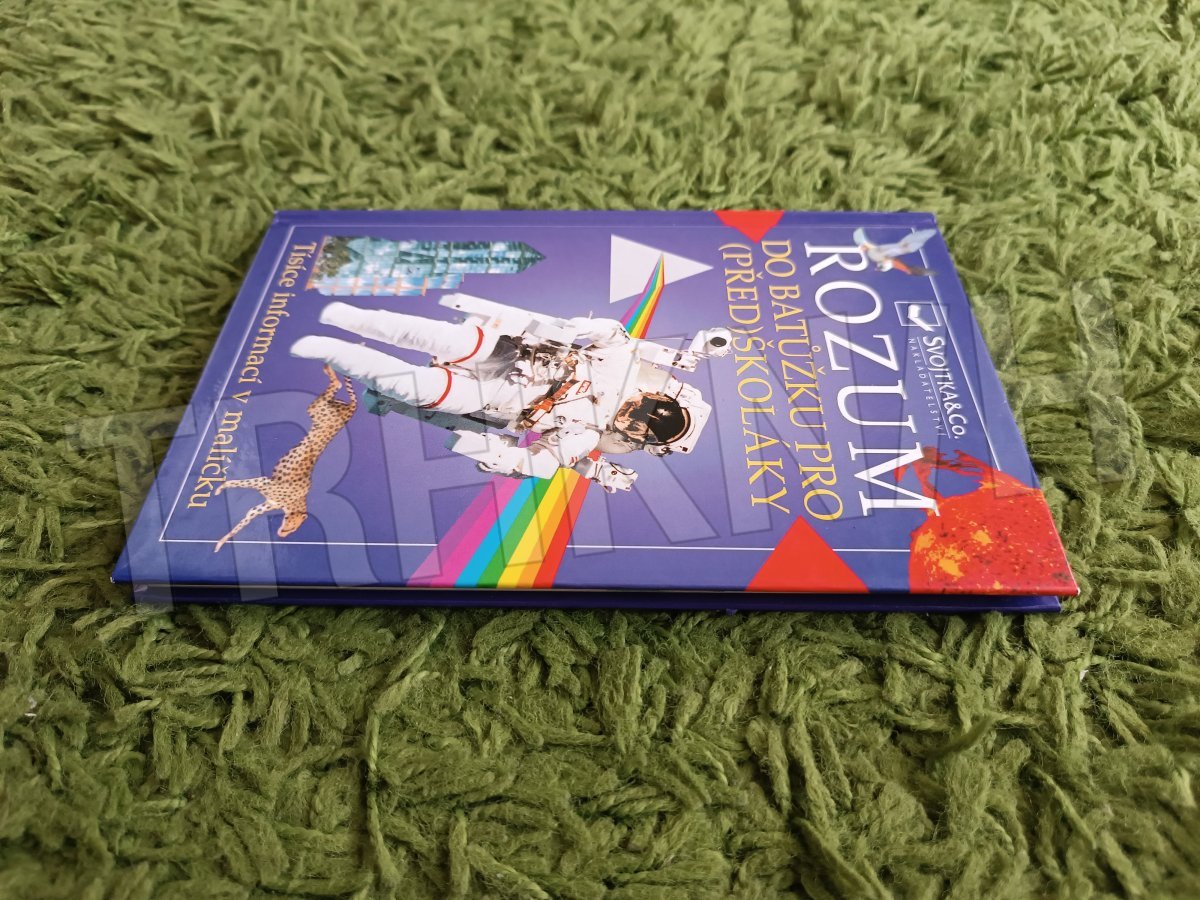 SVOJTKA&CO.
NAKLADATELSTVÍ
ROZUM
DO BATŮŽKU PRO
(PŘED)ŠKOLÁKY
Tisíce informací v malíčku